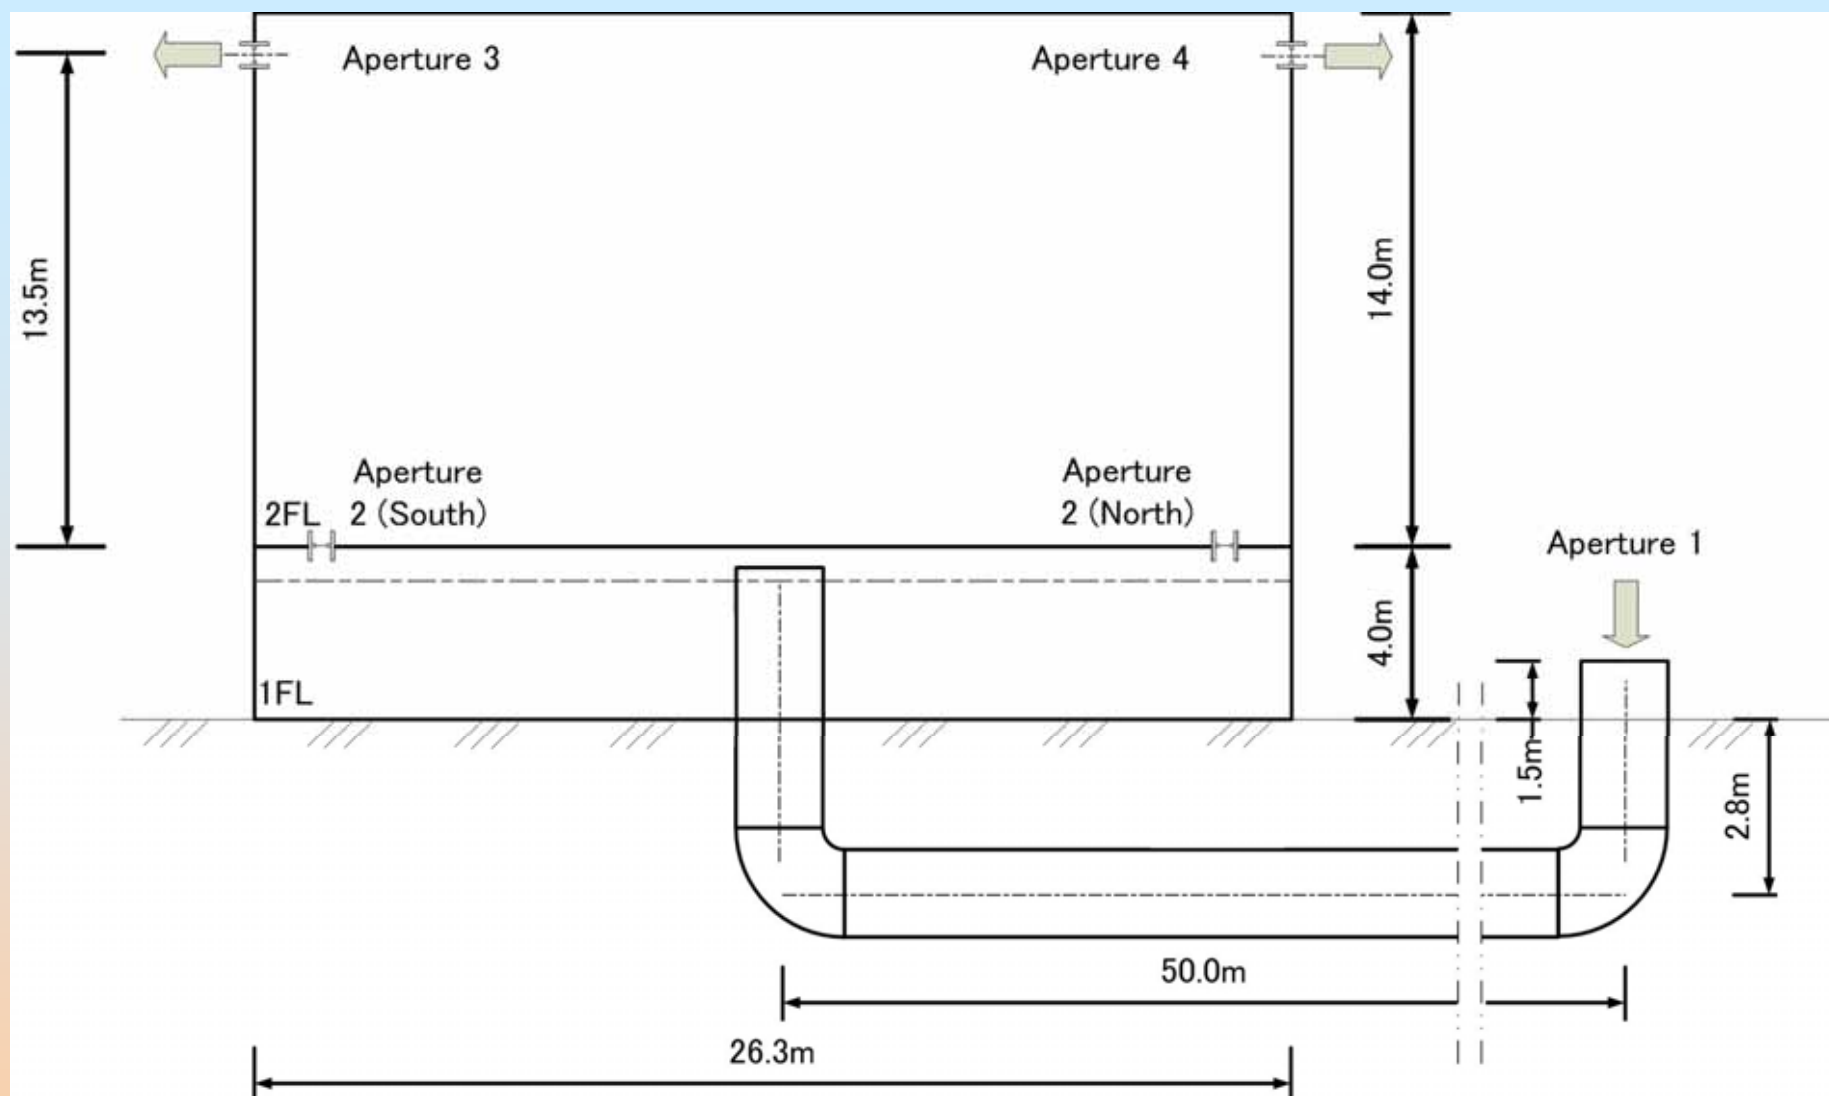 Aperture 3
Aperture 4
13.5m
14.0m
Aperture
2 (South)
Aperture
2 (North)
2FL
Aperture 1
4.0m
1FL
1.5m
2.8m
50.0m
26.3m